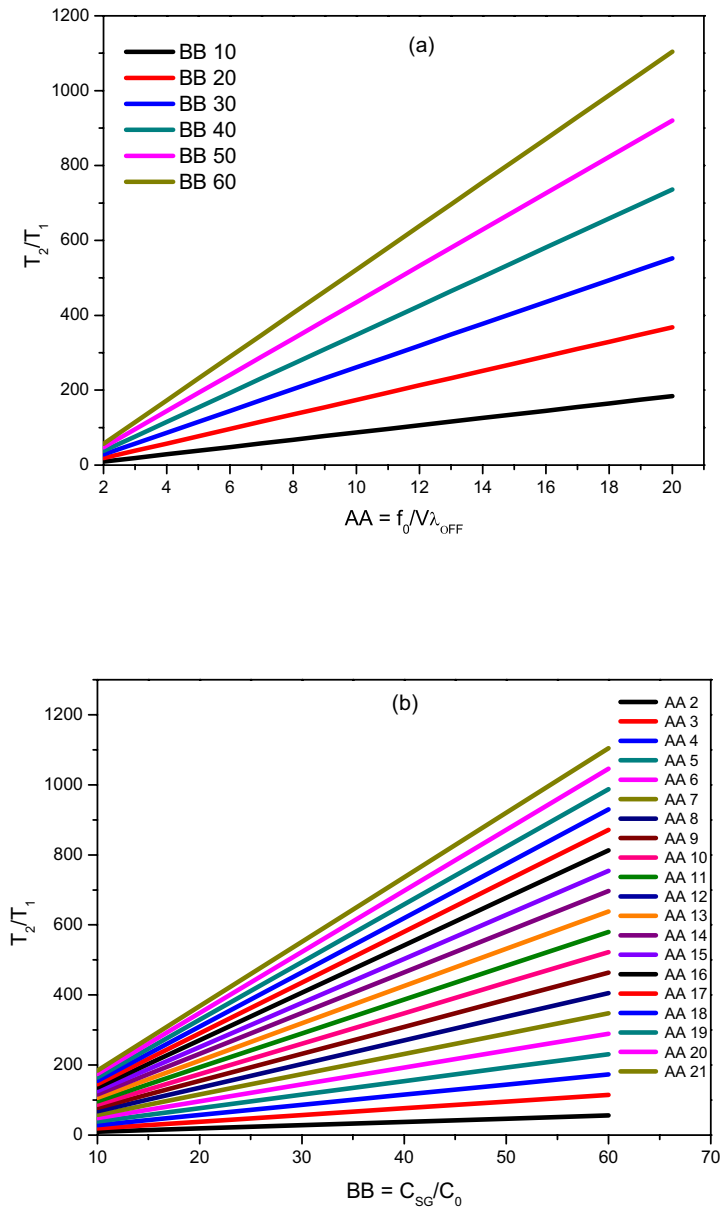 1200
1000
800
600
400
200
0
T₂/T₁
(a)
BB 10
BB 20
BB 30
BB 40
BB 50
BB 60
2 4 6 8 10 12 14 16 18 20
AA = f₀/Vλ_OFF
1200
1000
800
600
400
200
0
T₂/T₁
(b)
AA 2
AA 3
AA 4
AA 5
AA 6
AA 7
AA 8
AA 9
AA 10
AA 11
AA 12
AA 13
AA 14
AA 15
AA 16
AA 17
AA 18
AA 19
AA 20
AA 21
10 20 30 40 50 60 70
BB = C_SG/C₀